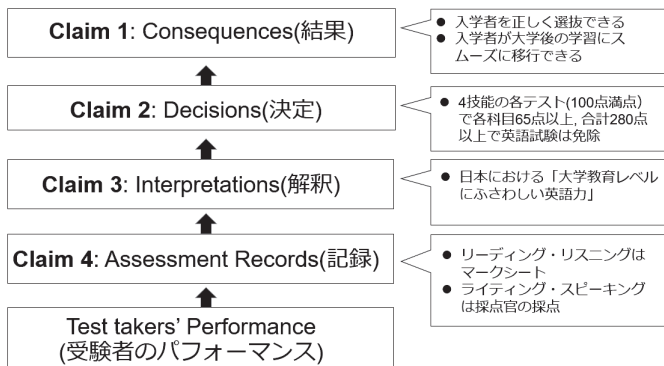 Claim 1: Consequences(結果)
● 入学者を正しく選抜できる
● 入学者が大学後の学習にス
ムーズに移行できる
Claim 2: Decisions(決定)
● 4技能の各テスト(100点満点)
で各科目65点以上, 合計280点
以上で英語試験は免除
Claim 3: Interpretations(解釈)
● 日本における「大学教育レベル
にふさわしい英語力」
Claim 4: Assessment Records(記録)
● リーディング・リスニングは
マークシート
● ライティング・スピーキング
は採点官の採点
Test takers’ Performance
(受験者のパフォーマンス)